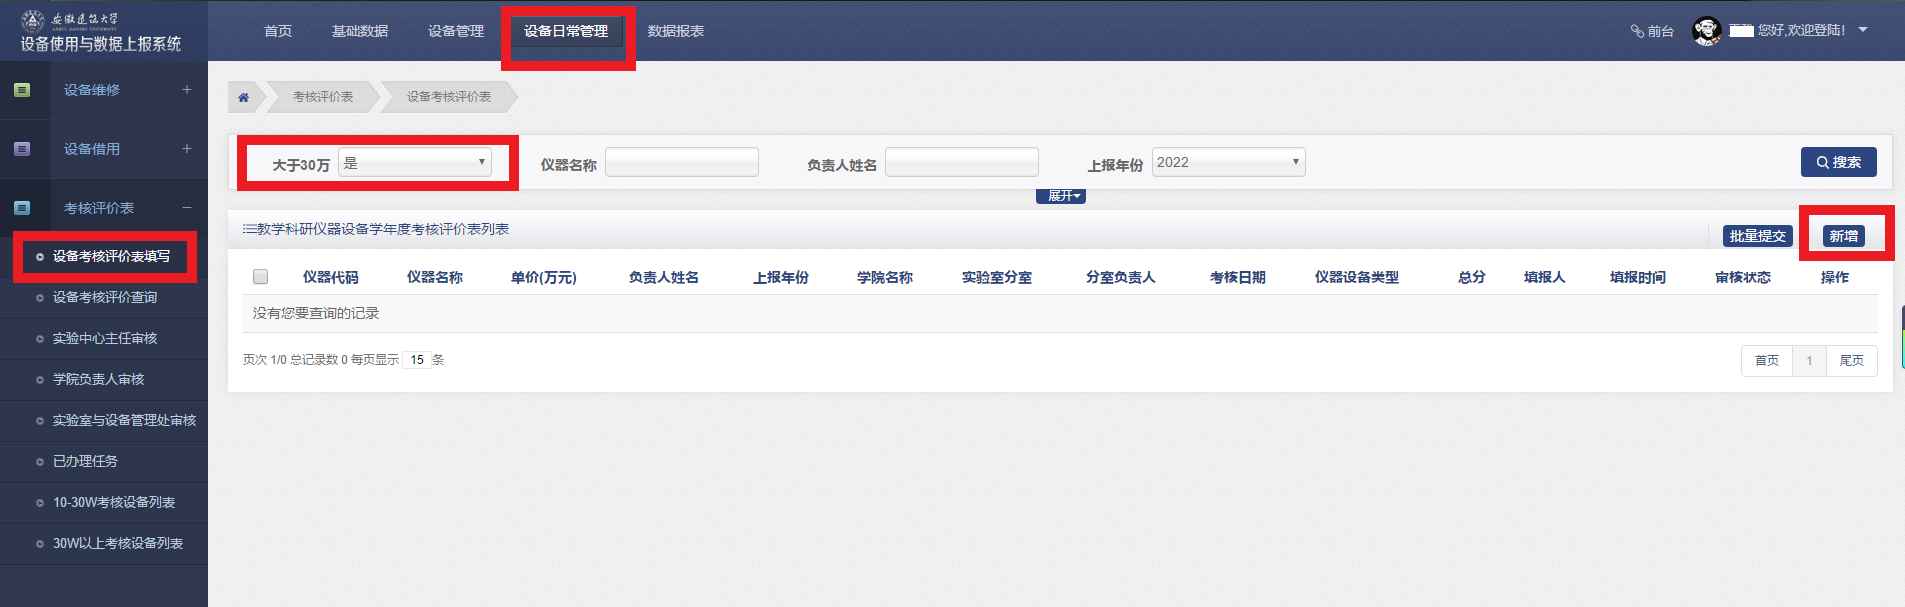 安徽建筑大学
ANHUI JIANZHU UNIVERSITY
设备使用与数据上报系统
首页 基础数据 设备管理 设备日常管理 数据报表
前台 您好,欢迎登陆!
设备维修 +
设备借用 +
考核评价表 −
设备考核评价表填写
设备考核评价查询
实验中心主任审核
学院负责人审核
实验室与设备管理处审核
已办理任务
10-30W考核设备列表
30W以上考核设备列表
考核评价表 设备考核评价表
大于30万 是 仪器名称 负责人姓名 上报年份 2022 搜索
展开
教学科研仪器设备学年度考核评价表列表 批量提交 新增
仪器代码 仪器名称 单价(万元) 负责人姓名 上报年份 学院名称 实验室分室 分室负责人 考核日期 仪器设备类型 总分 填报人 填报时间 审核状态 操作
没有您要查询的记录
页次 1/0 总记录数 0 每页显示 15 条 首页 1 尾页